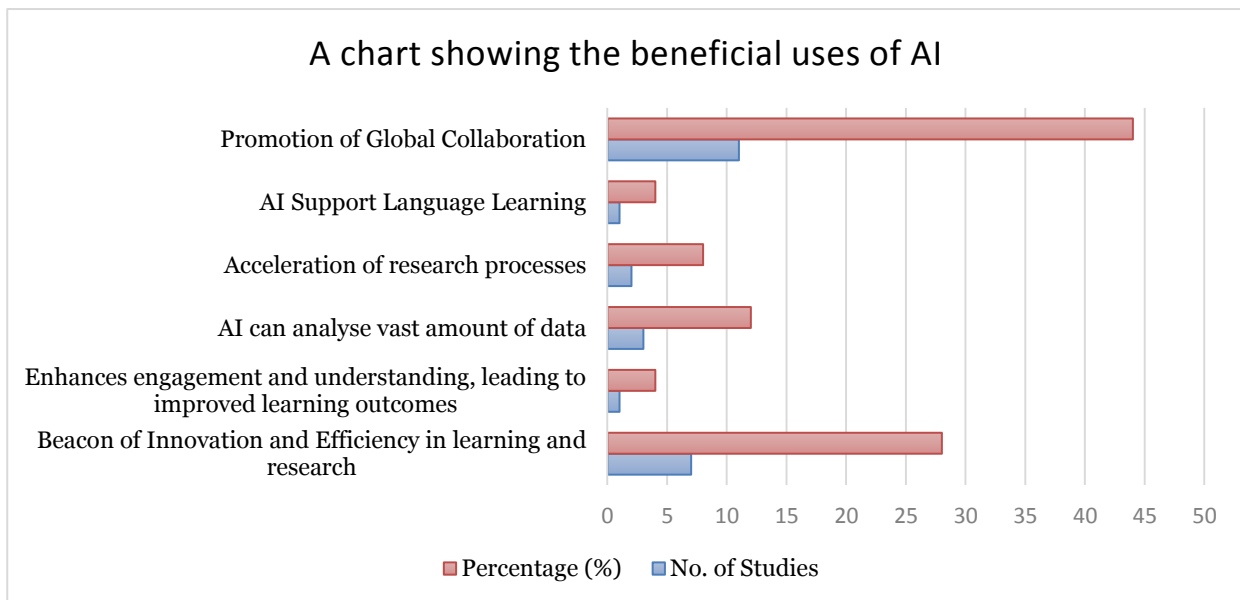 A chart showing the beneficial uses of AI
Promotion of Global Collaboration
AI Support Language Learning
Acceleration of research processes
AI can analyse vast amount of data
Enhances engagement and understanding, leading to
improved learning outcomes
Beacon of Innovation and Efficiency in learning and
research
0 5 10 15 20 25 30 35 40 45 50
Percentage (%) No. of Studies